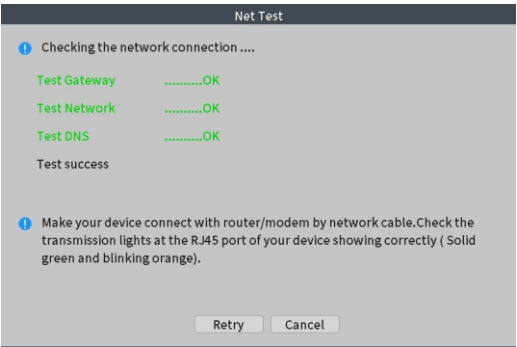 Net Test
Checking the network connection ....
Test Gateway ..........OK
Test Network ..........OK
Test DNS ..........OK
Test success
Make your device connect with router/modem by network cable.Check the
transmission lights at the RJ45 port of your device showing correctly ( Solid
green and blinking orange).
Retry Cancel